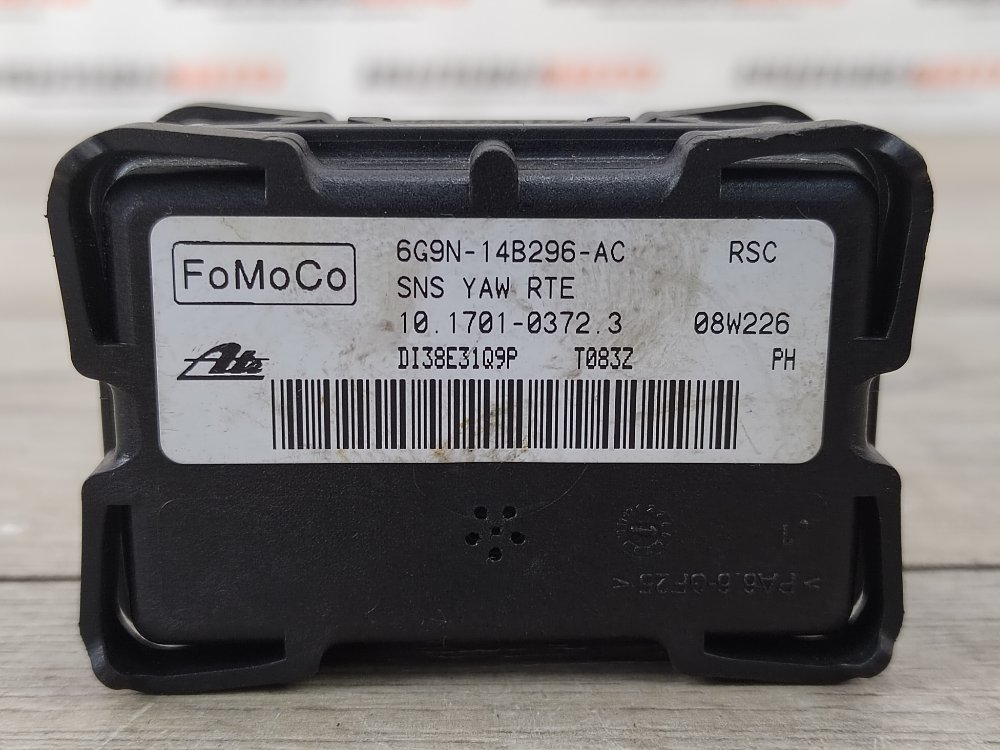 FoMoCo
6G9N-14B296-AC RSC
SNS YAW RTE
10.1701-0372.3 08W226
Ate DI38E31Q9P T083Z PH
1
>PA6.6-GF25<